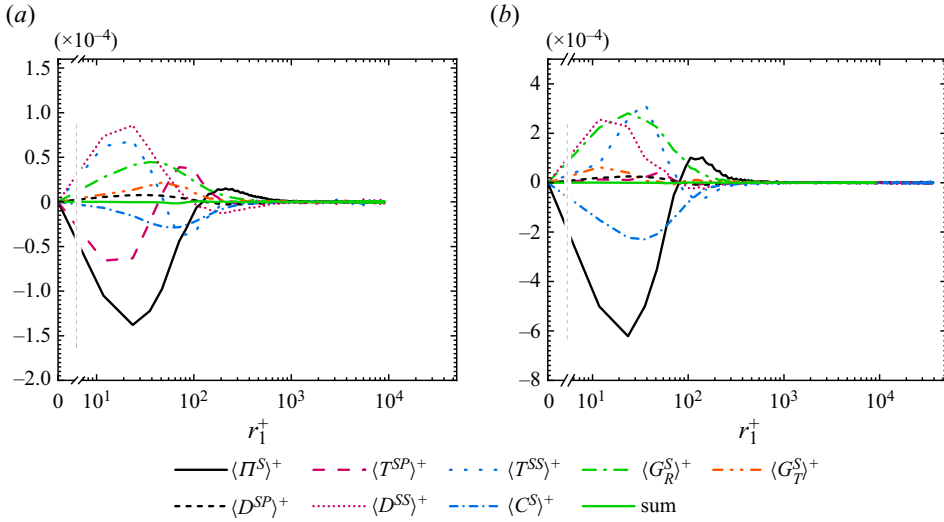 (a)
(b)
(×10⁻⁴)
(×10⁻⁴)
1.5
1.0
0.5
0
–0.5
–1.0
–1.5
–2.0
0 10¹ 10² 10³ 10⁴
r₁⁺
4
2
0
–2
–4
–6
–8
0 10¹ 10² 10³ 10⁴
r₁⁺
⟨Π^S⟩⁺ ⟨T^SP⟩⁺ ⟨T^SS⟩⁺ ⟨G_R^S⟩⁺ ⟨G_T^S⟩⁺
⟨D^SP⟩⁺ ⟨D^SS⟩⁺ ⟨C^S⟩⁺ sum